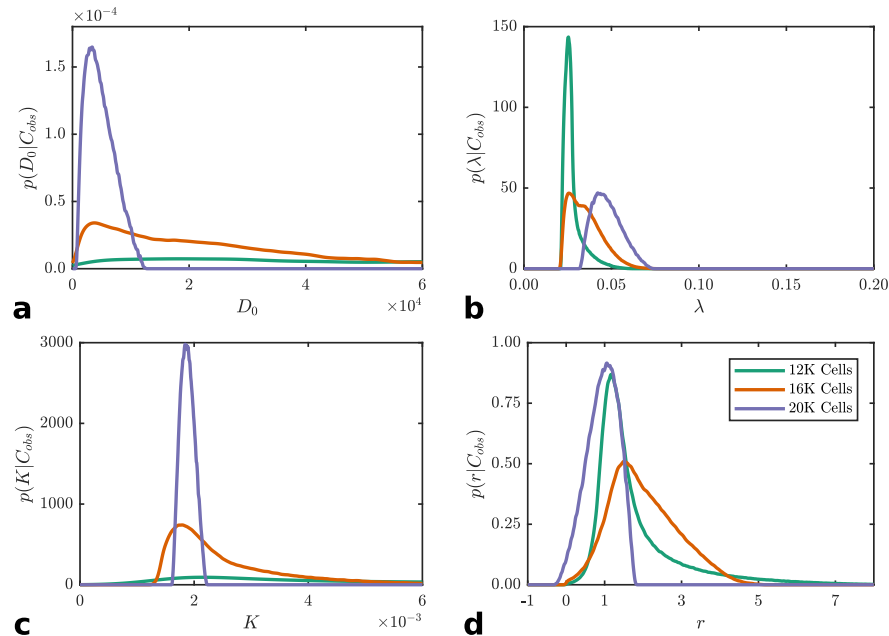 ×10⁻⁴
p(D₀|C_obs)
1.5
1.0
0.5
0.0
0 2 4 6
D₀ ×10⁴
a
p(λ|C_obs)
150
100
50
0
0.00 0.05 0.10 0.15 0.20
λ
b
p(K|C_obs)
3000
2000
1000
0
0 2 4 6
K ×10⁻³
c
p(r|C_obs)
1.00
0.75
0.50
0.25
0.00
12K Cells
16K Cells
20K Cells
-1 0 1 3 5 7
r
d